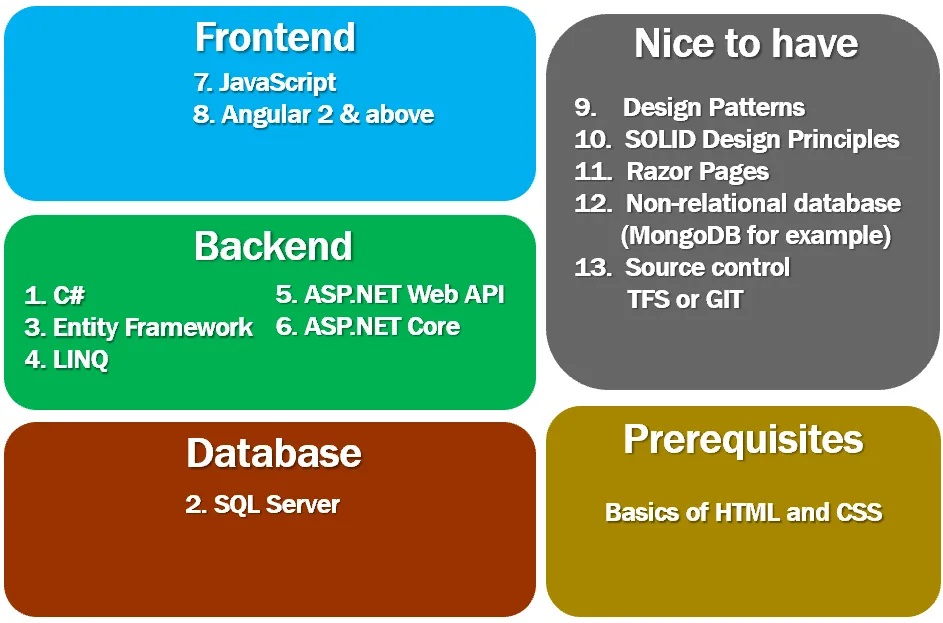 Frontend
7. JavaScript
8. Angular 2 & above
Backend
1. C#
3. Entity Framework
4. LINQ
5. ASP.NET Web API
6. ASP.NET Core
Database
2. SQL Server
Nice to have
9. Design Patterns
10. SOLID Design Principles
11. Razor Pages
12. Non-relational database
(MongoDB for example)
13. Source control
TFS or GIT
Prerequisites
Basics of HTML and CSS